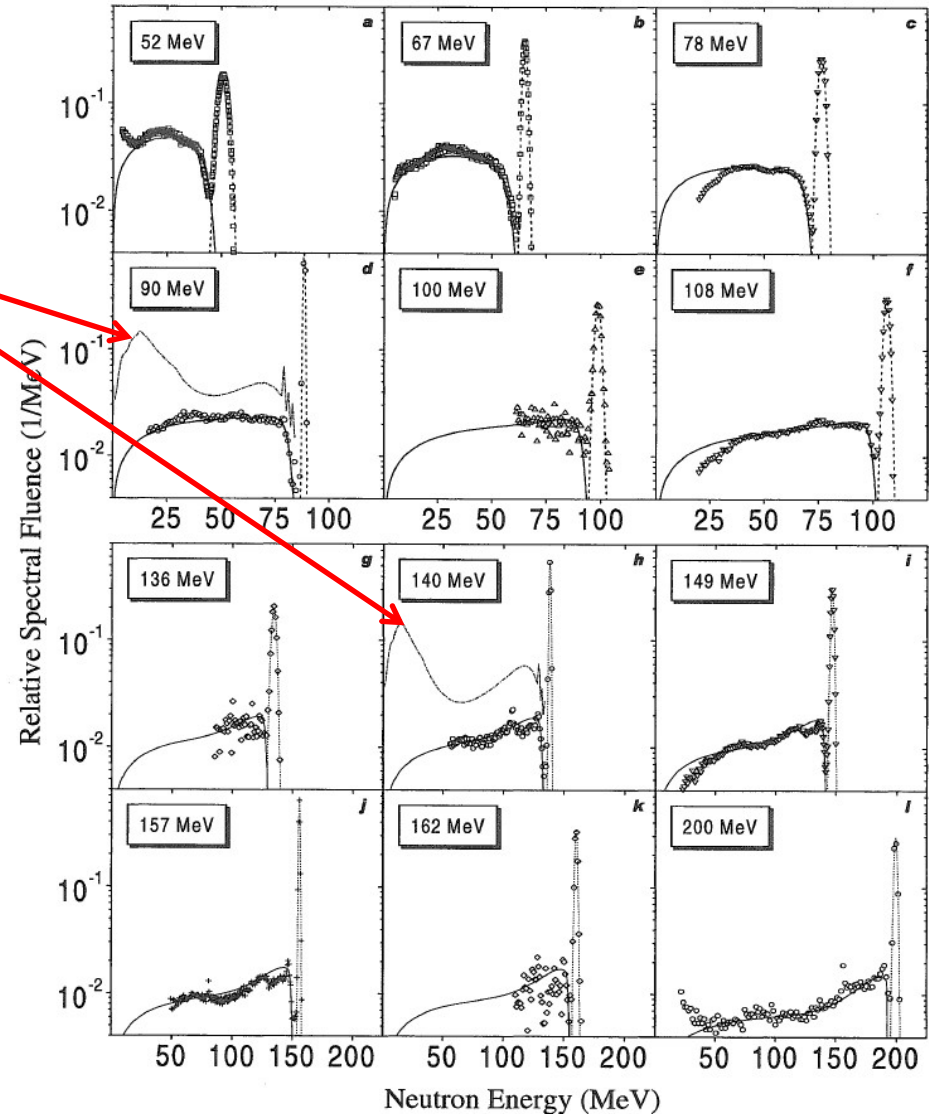 a
52 MeV
b
67 MeV
c
78 MeV
10⁻¹
10⁻²
d
90 MeV
e
100 MeV
f
108 MeV
10⁻¹
10⁻²
25 50 75 100
25 50 75 100
25 50 75 100
Relative Spectral Fluence (1/MeV)
g
136 MeV
h
140 MeV
i
149 MeV
10⁻¹
10⁻²
j
157 MeV
k
162 MeV
l
200 MeV
10⁻¹
10⁻²
50 100 150 200
50 100 150 200
50 100 150 200
Neutron Energy (MeV)